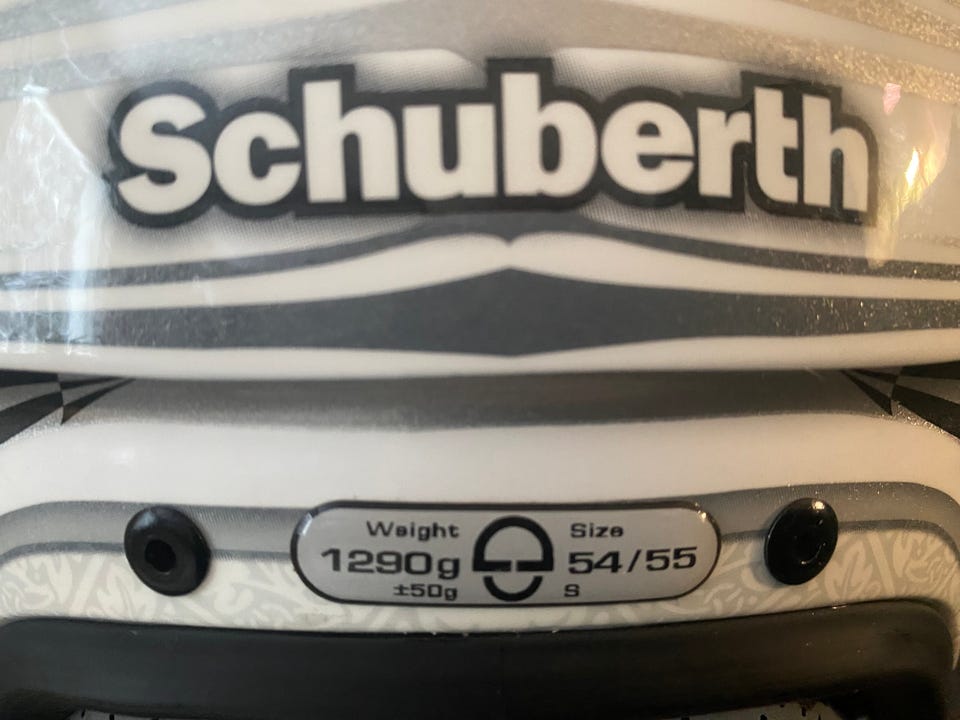 Schuberth
Weight
1290g
±50g
Size
54/55
S